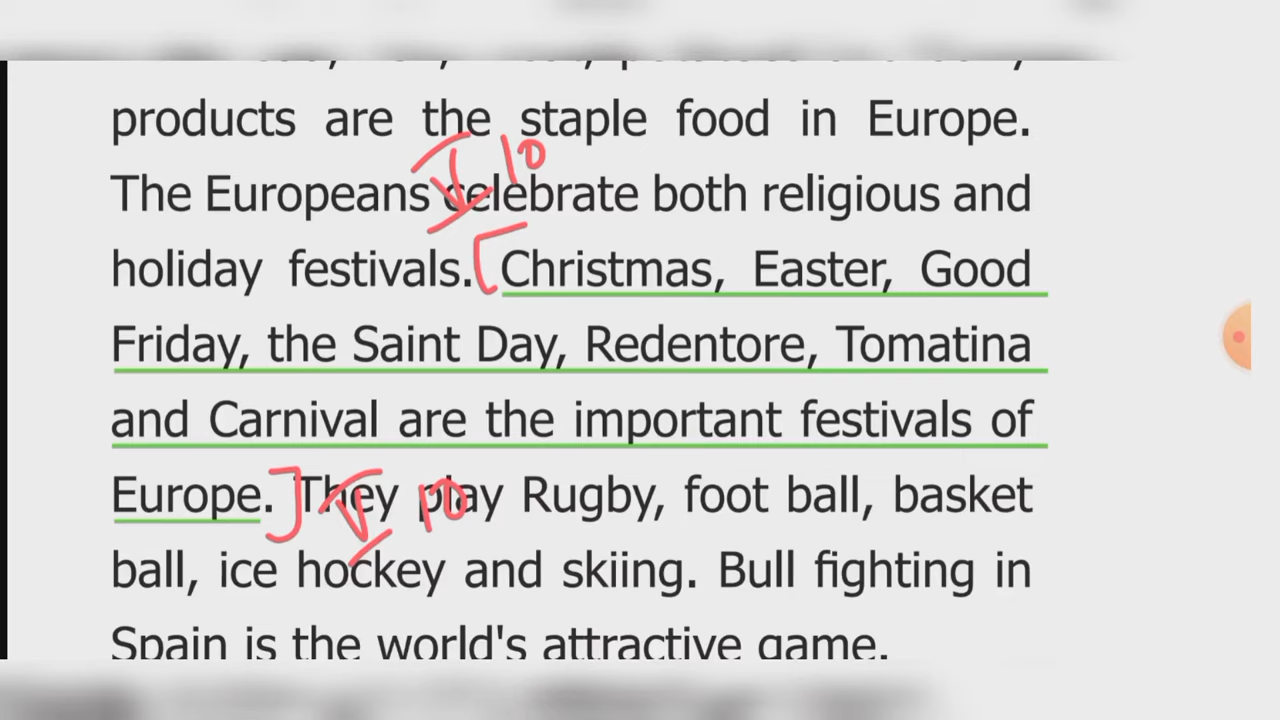 products are the staple food in Europe.
V 10
The Europeans celebrate both religious and
holiday festivals. [Christmas, Easter, Good
Friday, the Saint Day, Redentore, Tomatina
and Carnival are the important festivals of
Europe.] They play Rugby, foot ball, basket
V 10
ball, ice hockey and skiing. Bull fighting in
Spain is the world's attractive game.